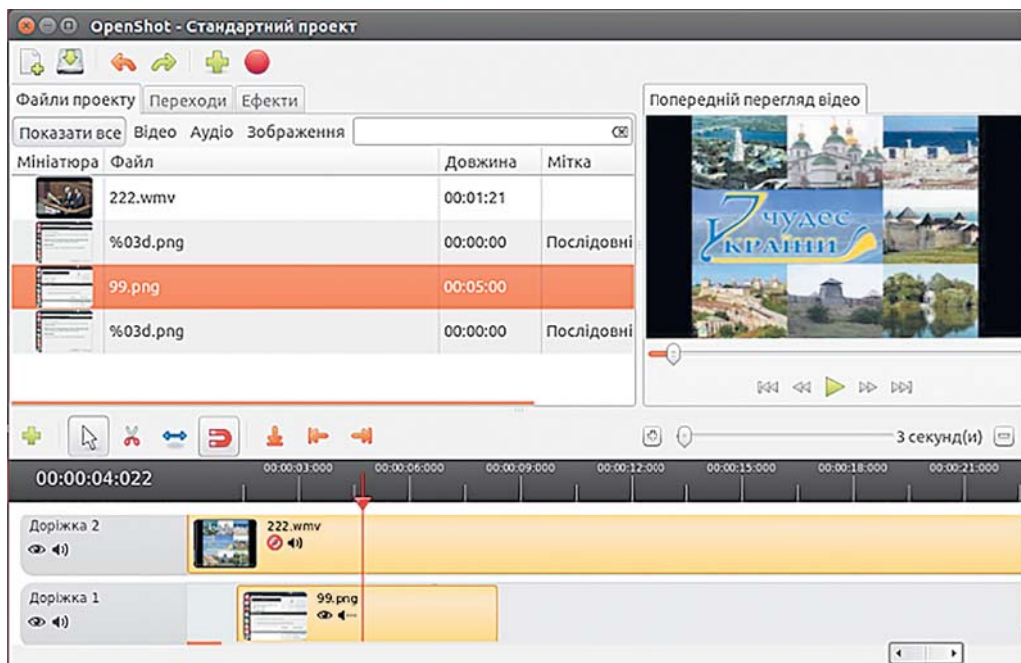 OpenShot - Стандартний проект
Файли проекту Переходи Ефекти
Показати все Відео Аудіо Зображення
Мініатюра Файл Довжина Мітка
222.wmv 00:01:21
%03d.png 00:00:00 Послідовні
99.png 00:05:00
%03d.png 00:00:00 Послідовні
Попередній перегляд відео
7 чудес
України
3 секунд(и)
00:00:04:022
00:00:03:000 00:00:06:000 00:00:09:000 00:00:12:000 00:00:15:000 00:00:18:000 00:00:21:000
Доріжка 2
222.wmv
Доріжка 1
99.png